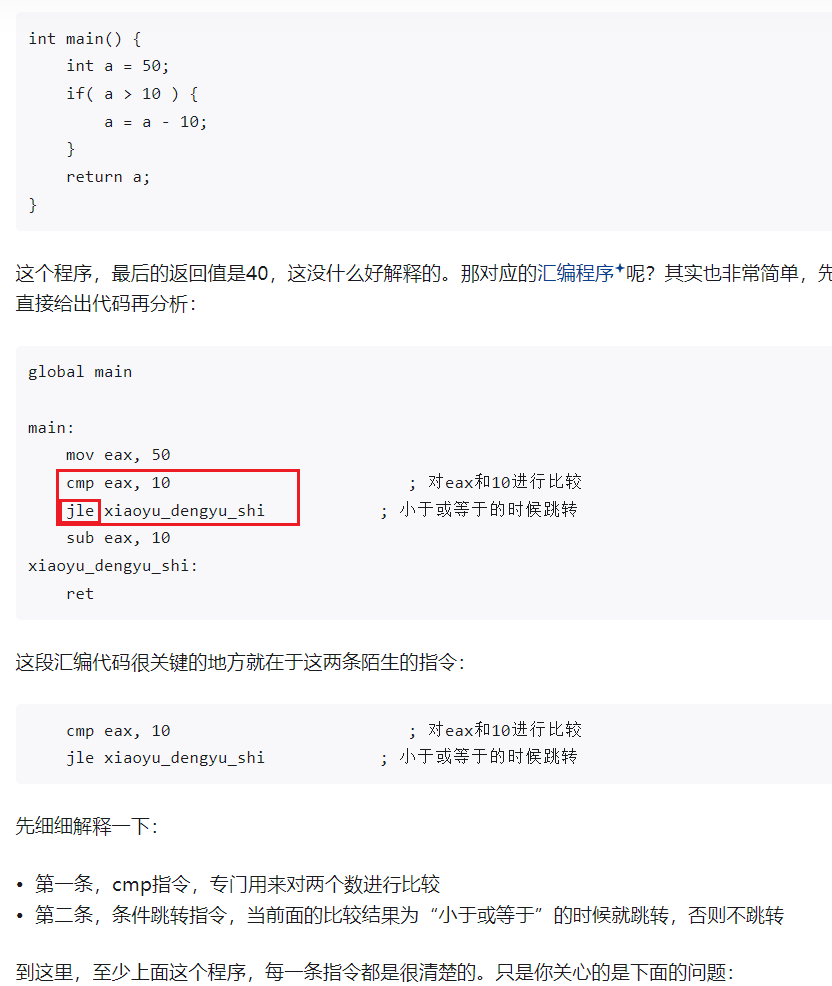 int main() {
    int a = 50;
    if( a > 10 ) {
        a = a - 10;
    }
    return a;
}
这个程序，最后的返回值是40，这没什么好解释的。那对应的汇编程序呢？其实也非常简单，先
直接给出代码再分析：
global main
main:
    mov eax, 50
    cmp eax, 10                         ; 对eax和10进行比较
    jle xiaoyu_dengyu_shi            ; 小于或等于的时候跳转
    sub eax, 10
xiaoyu_dengyu_shi:
    ret
这段汇编代码很关键的地方就在于这两条陌生的指令：
    cmp eax, 10                         ; 对eax和10进行比较
    jle xiaoyu_dengyu_shi            ; 小于或等于的时候跳转
先细细解释一下：
• 第一条，cmp指令，专门用来对两个数进行比较
• 第二条，条件跳转指令，当前面的比较结果为“小于或等于”的时候就跳转，否则不跳转
到这里，至少上面这个程序，每一条指令都是很清楚的。只是你关心的是下面的问题：